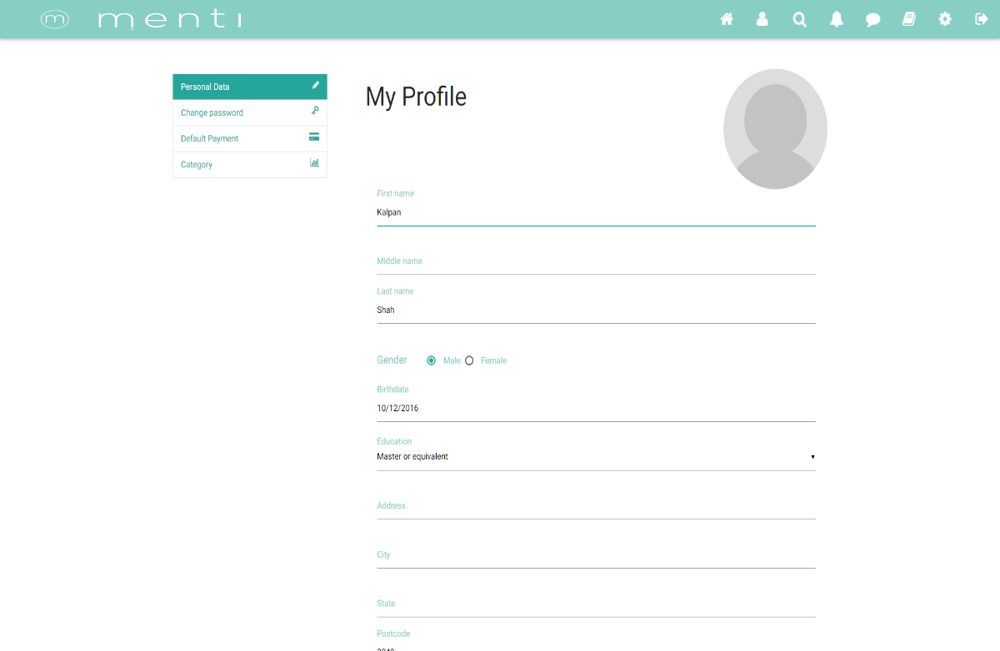 m menti
Personal Data
Change password
Default Payment
Category
My Profile
First name
Kalpan
Middle name
Last name
Shah
Gender Male Female
Birthdate
10/12/2016
Education
Master or equivalent
Address
City
State
Postcode